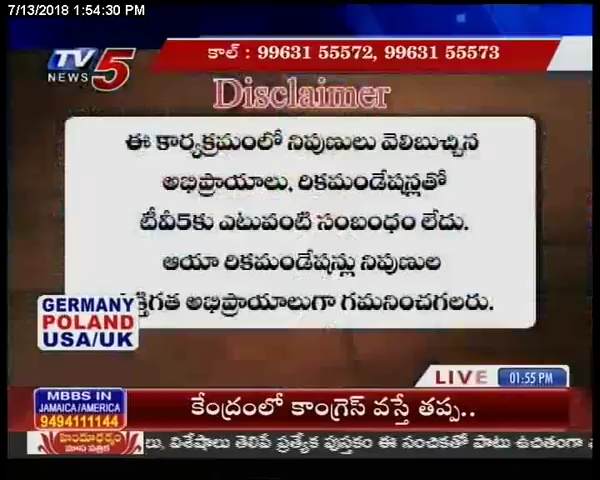 7/13/2018 1:54:30 PM
కాల్ : 99631 55572, 99631 55573
TV5
NEWS
Disclaimer
ఈ కార్యక్రమంలో నిపుణులు వెలిబుచ్చిన
అభిప్రాయాలు, రికమండేషన్లతో
టీవీ5కు ఎటువంటి సంబంధం లేదు.
ఆయా రికమండేషన్లు నిపుణుల
అభిప్రాయాలుగా గమనించగలరు.
GERMANY
POLAND
USA/UK
LIVE 01:55 PM
MBBS IN
JAMAICA/AMERICA
9494111144
కేంద్రంలో కాంగ్రెస్ వస్తే తప్ప..
హిందూధర్మం
మాస పత్రిక
లు, విశేషాలు తెలిపే ప్రత్యేక పుస్తకం ఈ సంచికతో పాటు ఉచితంగా